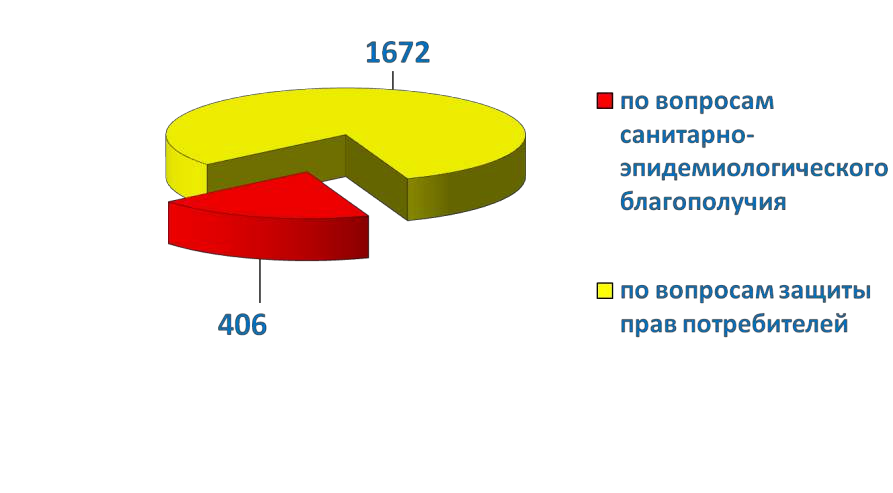 1672
406
по вопросам
санитарно-
эпидемиологического
благополучия
по вопросам защиты
прав потребителей